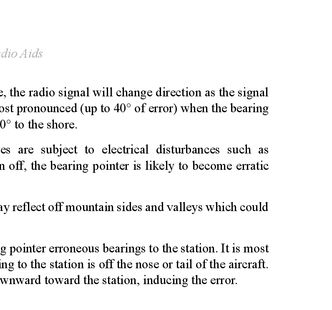 dio Aids
, the radio signal will change direction as the signal
ost pronounced (up to 40° of error) when the bearing
0° to the shore.
es are subject to electrical disturbances such as
n off, the bearing pointer is likely to become erratic
ay reflect off mountain sides and valleys which could
g pointer erroneous bearings to the station. It is most
ng to the station is off the nose or tail of the aircraft.
wnward toward the station, inducing the error.